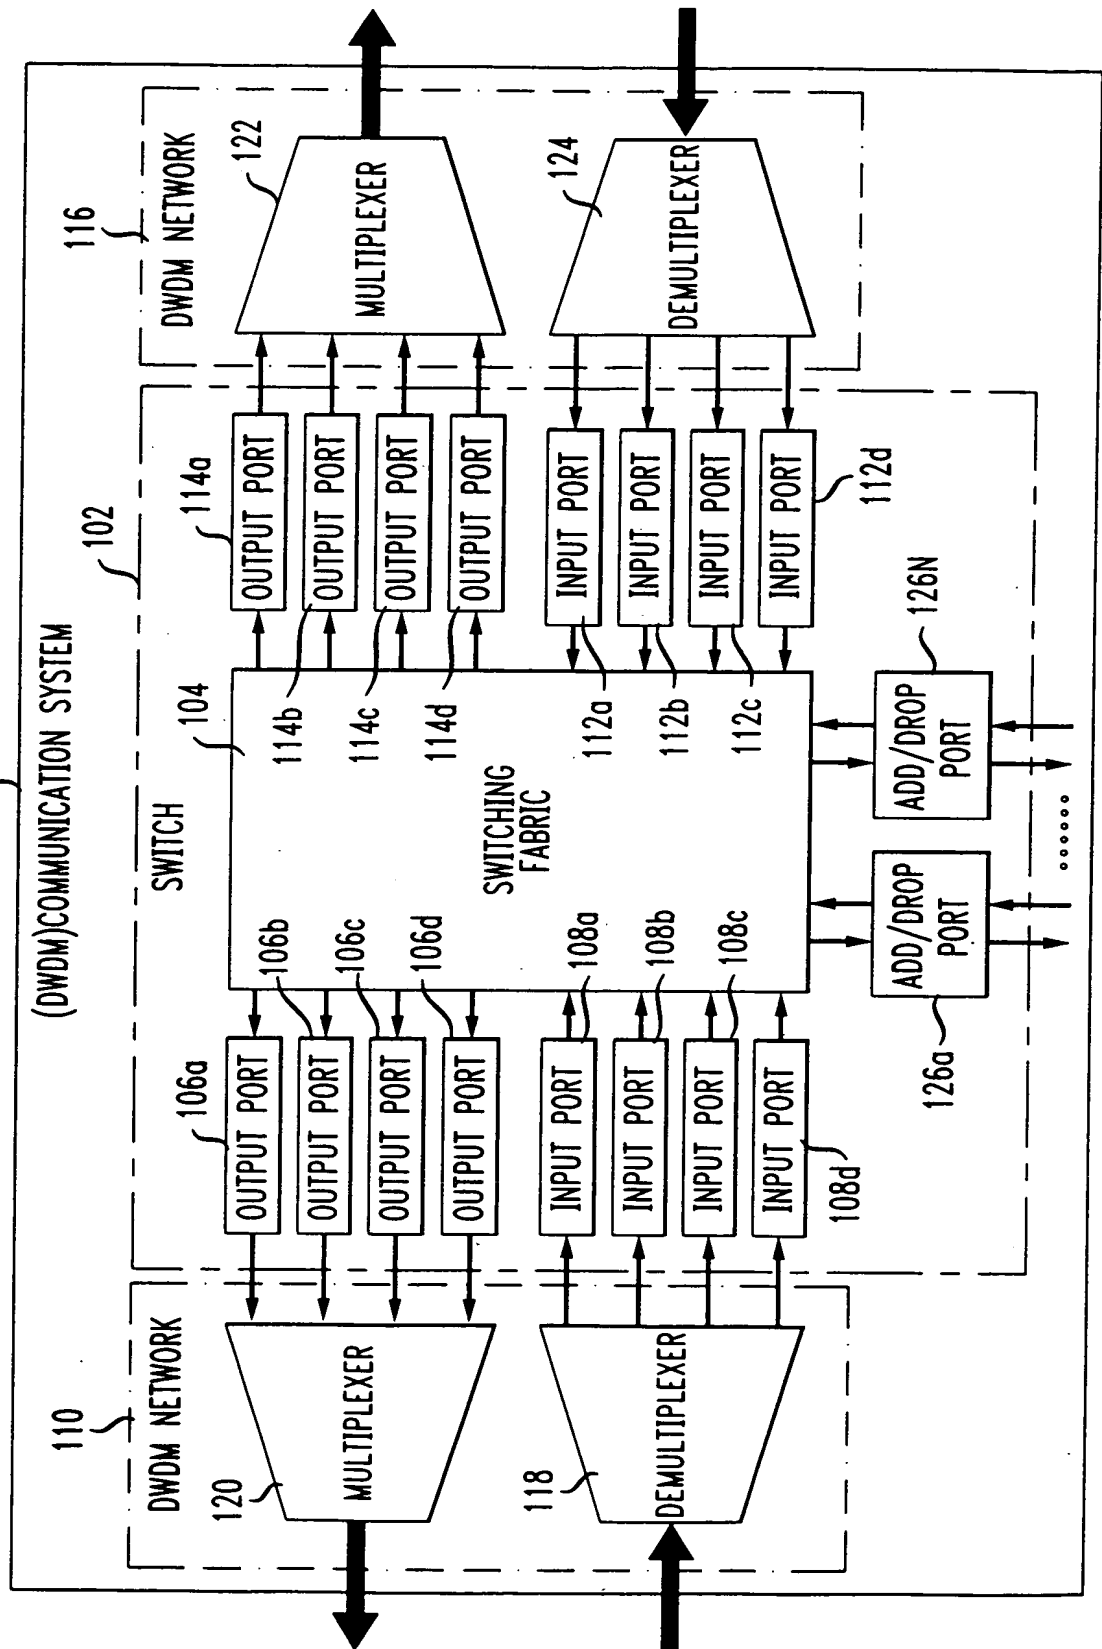 (DWDM)COMMUNICATION SYSTEM
110
DWDM NETWORK
120
MULTIPLEXER
118
DEMULTIPLEXER
102
SWITCH
106a
OUTPUT PORT
OUTPUT PORT
OUTPUT PORT
OUTPUT PORT
106b
106c
106d
INPUT PORT
INPUT PORT
INPUT PORT
INPUT PORT
108a
108b
108c
108d
104
SWITCHING
FABRIC
114a
OUTPUT PORT
OUTPUT PORT
OUTPUT PORT
OUTPUT PORT
114b
114c
114d
INPUT PORT
INPUT PORT
INPUT PORT
INPUT PORT
112a
112b
112c
112d
ADD/DROP
PORT
126a
ADD/DROP
PORT
126N
116
DWDM NETWORK
122
MULTIPLEXER
124
DEMULTIPLEXER